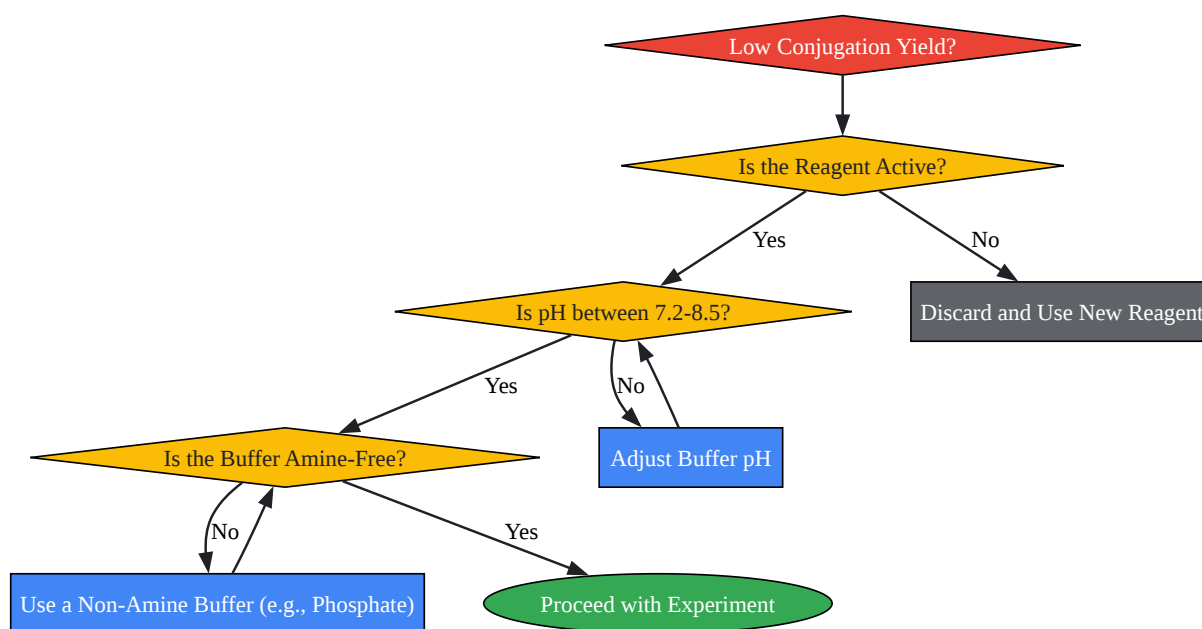 Low Conjugation Yield?
Is the Reagent Active?
Yes
No
Is pH between 7.2-8.5?
Discard and Use New Reagent
Yes
No
Is the Buffer Amine-Free?
Adjust Buffer pH
No
Yes
Use a Non-Amine Buffer (e.g., Phosphate)
Proceed with Experiment